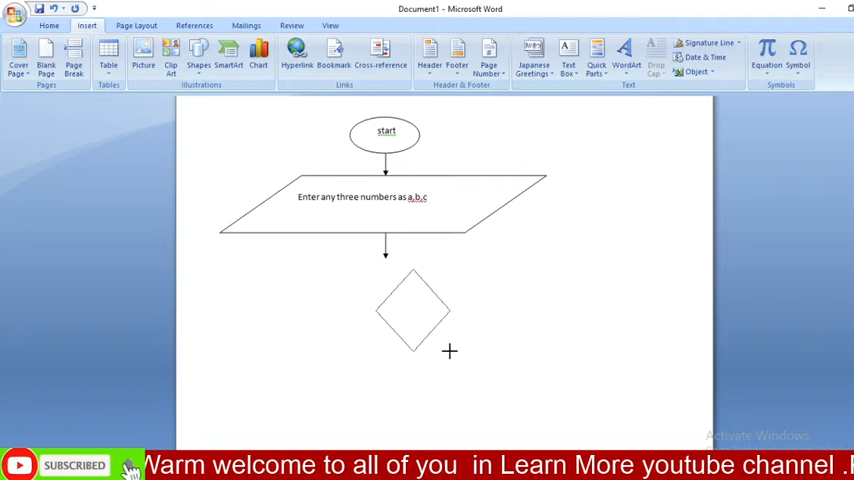 Document1 - Microsoft Word
Home Insert Page Layout References Mailings Review View
Cover Page Blank Page Page Break Table Picture Clip Art Shapes SmartArt Chart Hyperlink Bookmark Cross-reference Header Footer Page Number Japanese Greetings Text Box Quick Parts WordArt Drop Cap Signature Line Date & Time Object Equation Symbol
Pages Tables Illustrations Links Header & Footer Text Symbols
start
Enter any three numbers as a,b,c
Activate Windows
SUBSCRIBED
Warm welcome to all of you in Learn More youtube channel .P